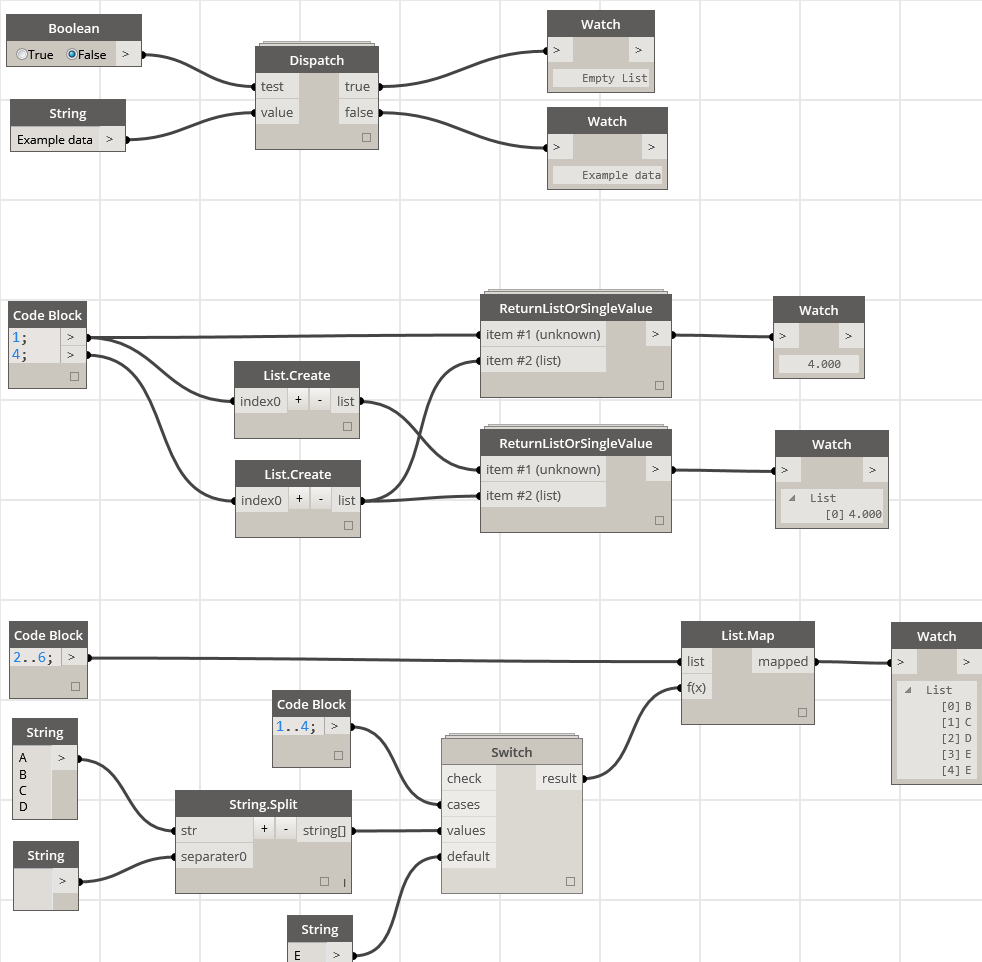 Boolean
True False >
String
Example data >
Dispatch
test true
value false
Watch
> >
Empty List
Watch
> >
Example data
Code Block
1; >
4; >
List.Create
index0 + - list
List.Create
index0 + - list
ReturnListOrSingleValue
item #1 (unknown) >
item #2 (list)
ReturnListOrSingleValue
item #1 (unknown) >
item #2 (list)
Watch
> >
4.000
Watch
> >
List
[0] 4.000
Code Block
2..6; >
String
A >
B
C
D
String
>
Code Block
1..4; >
String.Split
str + - string[]
separater0
String
E >
Switch
check result
cases
values
default
List.Map
list mapped
f(x)
Watch
> >
List
[0] B
[1] C
[2] D
[3] E
[4] E